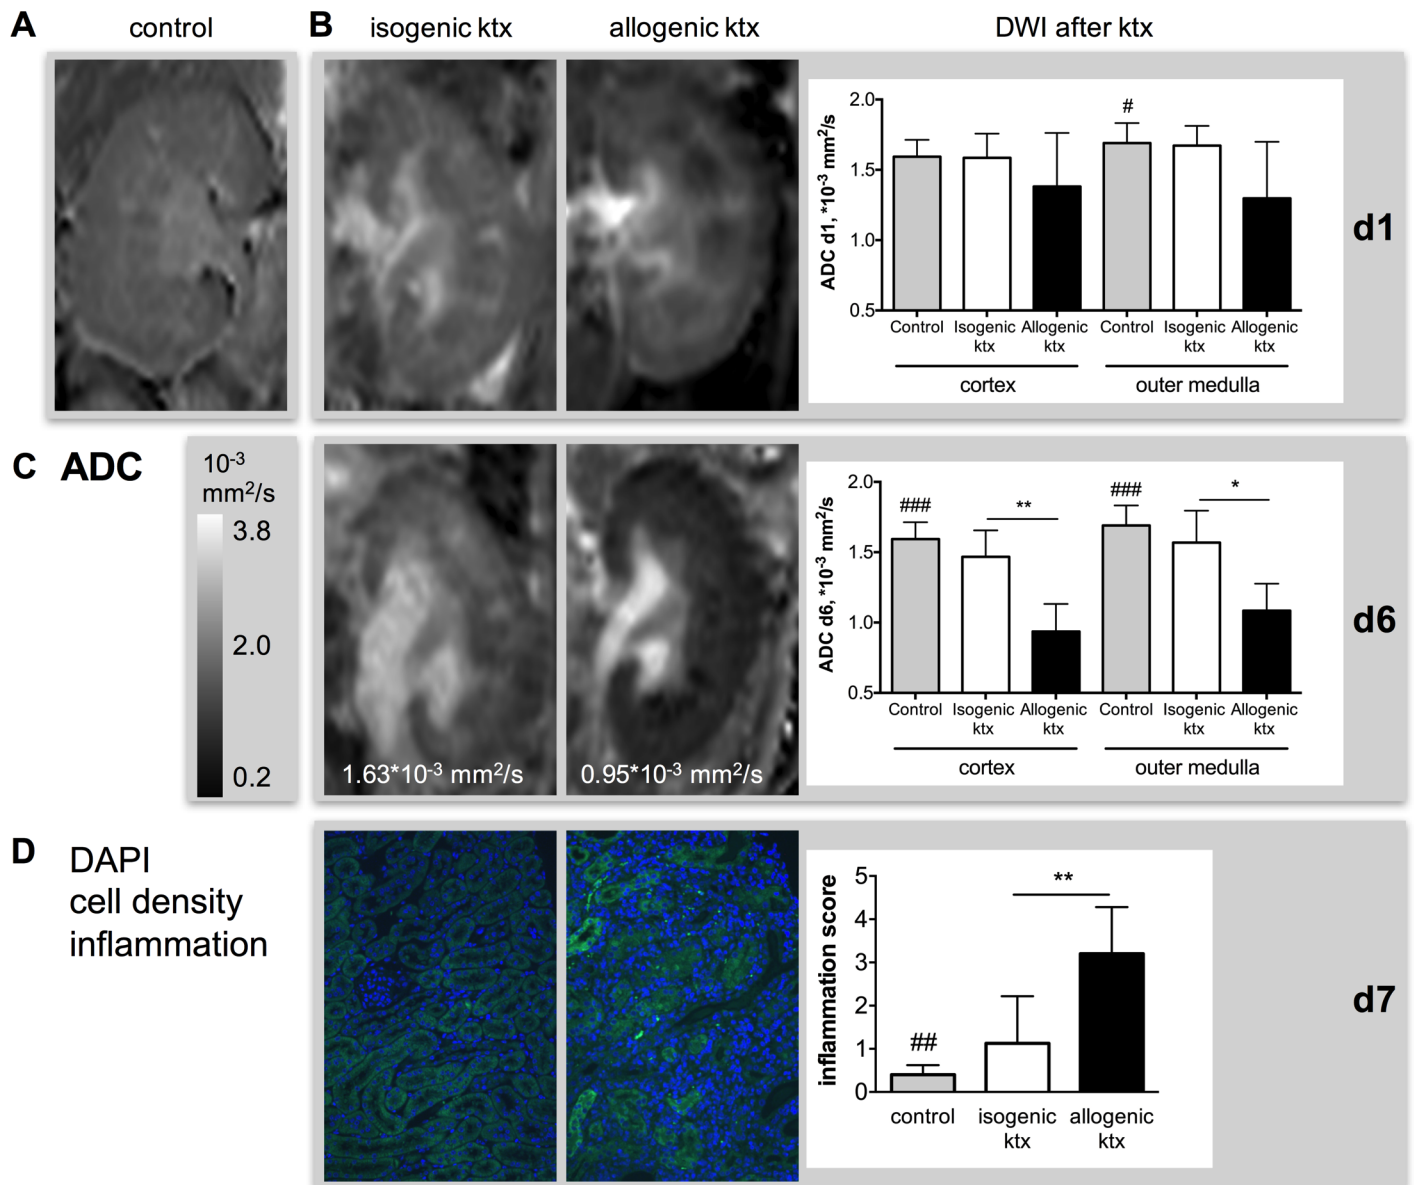 A control B isogenic ktx allogenic ktx DWI after ktx
ADC d1, *10⁻³ mm²/s
2.0
1.5
1.0
0.5
#
Control Isogenic ktx Allogenic ktx Control Isogenic ktx Allogenic ktx
cortex outer medulla
d1
C ADC
10⁻³
mm²/s
3.8
2.0
0.2
1.63*10⁻³ mm²/s 0.95*10⁻³ mm²/s
ADC d6, *10⁻³ mm²/s
2.0
1.5
1.0
0.5
### ** ### *
Control Isogenic ktx Allogenic ktx Control Isogenic ktx Allogenic ktx
cortex outer medulla
d6
D DAPI
cell density
inflammation
inflammation score
5
4
3
2
1
0
## **
control isogenic ktx allogenic ktx
d7